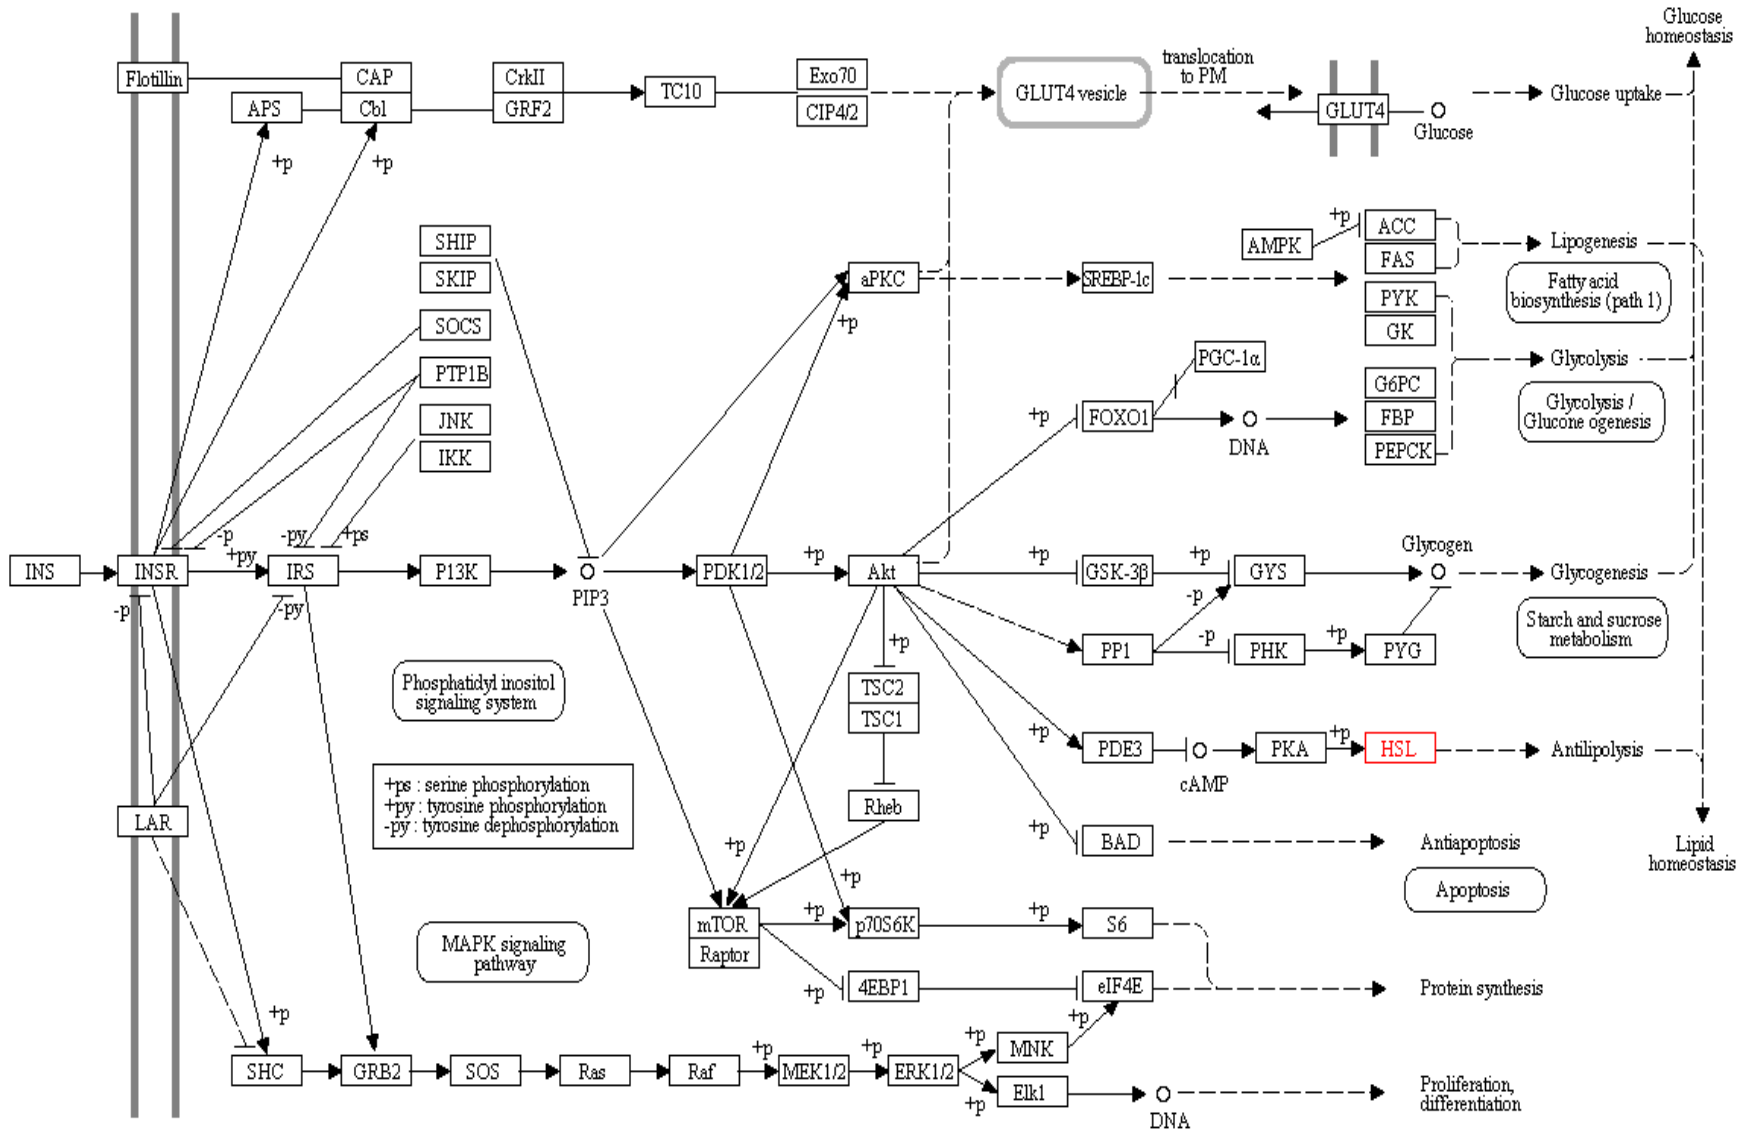 Glucose
homeostasis
translocation
to PM
Flotillin
CAP
CrkII
Exo70
TC10
GLUT4 vesicle
Glucose uptake
APS
Cbl
GRF2
CIP4/2
GLUT4
Glucose
+p
+p
SHIP
SKIP
SOCS
PTP1B
JNK
IKK
aPKC
+p
SREBP-1c
AMPK
+p
ACC
FAS
Lipogenesis
Fatty acid
biosynthesis (path 1)
PYK
GK
PGC-1α
Glycolysis
G6PC
FBP
PEPCK
Glycolysis /
Glucone ogenesis
+p
FOXO1
DNA
-p
+py
-py
+ps
INS
INSR
IRS
P13K
PIP3
PDK1/2
+p
Akt
+p
GSK-3β
+p
GYS
Glycogen
Glycogenesis
-p
-py
-p
PP1
-p
PHK
+p
PYG
Starch and sucrose
metabolism
Phosphatidyl inositol
signaling system
+p
TSC2
TSC1
+p
PDE3
cAMP
PKA
+p
HSL
Antilipolysis
+ps : serine phosphorylation
+py : tyrosine phosphorylation
-py : tyrosine dephosphorylation
LAR
Rheb
+p
+p
BAD
Antiapoptosis
Lipid
homeostasis
+p
Apoptosis
mTOR
Raptor
+p
p70S6K
+p
S6
MAPK signaling
pathway
+p
4EBP1
eIF4E
Protein synthesis
+p
+p
SHC
GRB2
SOS
Ras
Raf
+p
MEK1/2
+p
ERK1/2
+p
MNK
+p
Elk1
DNA
Proliferation,
differentiation